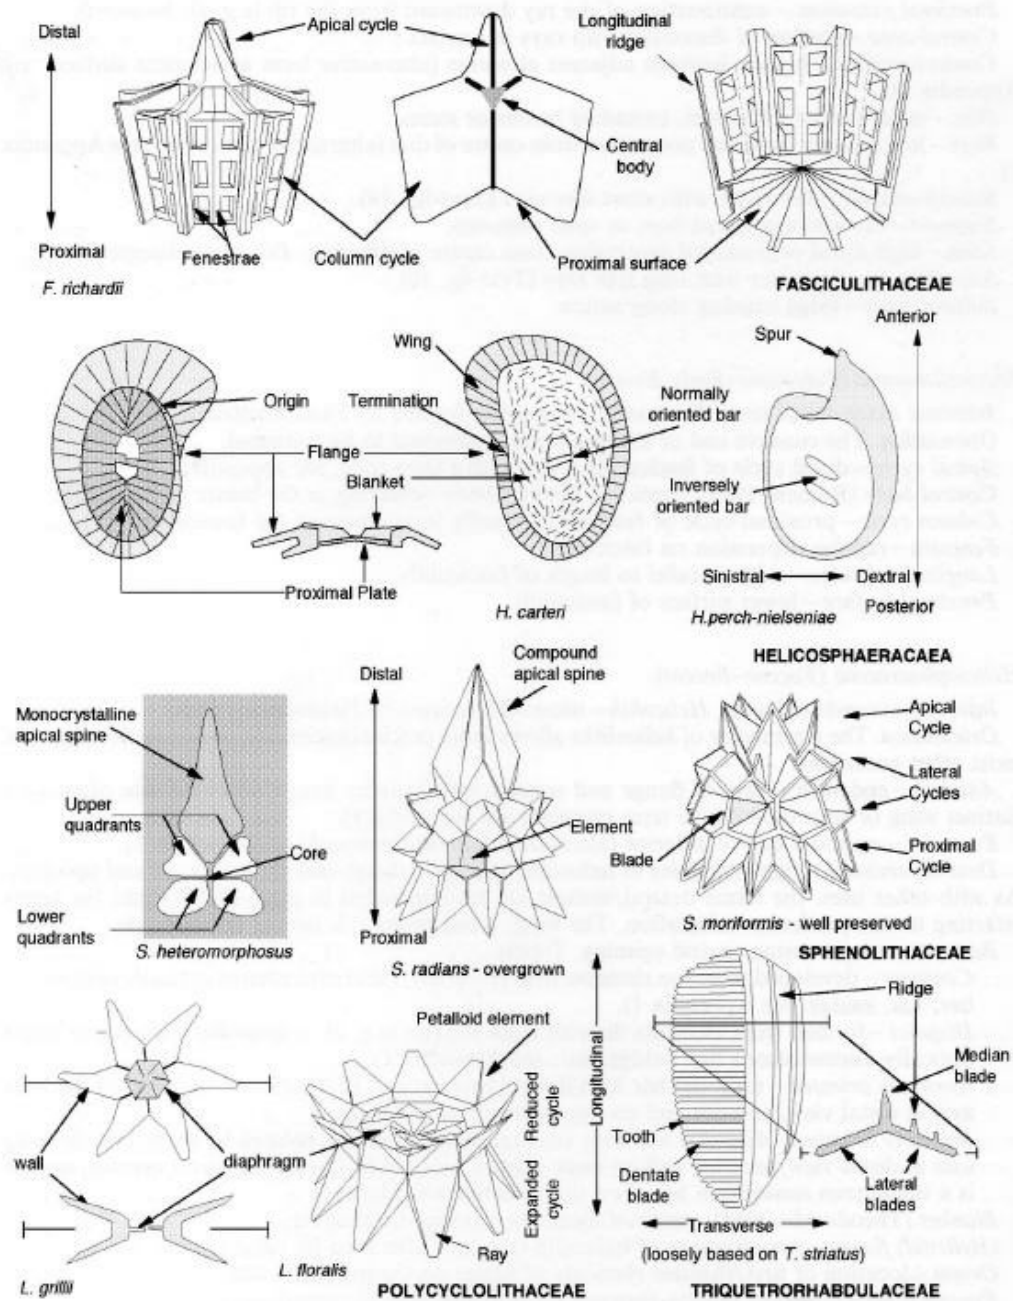 Distal
Apical cycle
Longitudinal
ridge
Central
body
Proximal
Fenestrae
Column cycle
Proximal surface
F. richardii
FASCICULITHACEAE
Anterior
Spur
Wing
Origin
Termination
Normally
oriented bar
Flange
Blanket
Inversely
oriented bar
Sinistral
Dextral
Proximal Plate
H. carteri
H.perch-nielseniae
Posterior
HELICOSPHAERACAEA
Compound
apical spine
Distal
Monocrystalline
apical spine
Apical
Cycle
Lateral
Cycles
Upper
quadrants
Element
Core
Blade
Proximal
Cycle
Lower
quadrants
Proximal
S. heteromorphosus
S. radians - overgrown
S. moriformis - well preserved
SPHENOLITHACEAE
Ridge
Petalloid element
Longitudinal
Median
blade
Reduced
cycle
Expanded
cycle
wall
diaphragm
Tooth
Dentate
blade
Lateral
blades
Transverse
Ray
(loosely based on T. striatus)
L. grillii
L. floralis
POLYCYCLOLITHACEAE
TRIQUETRORHABDULACEAE